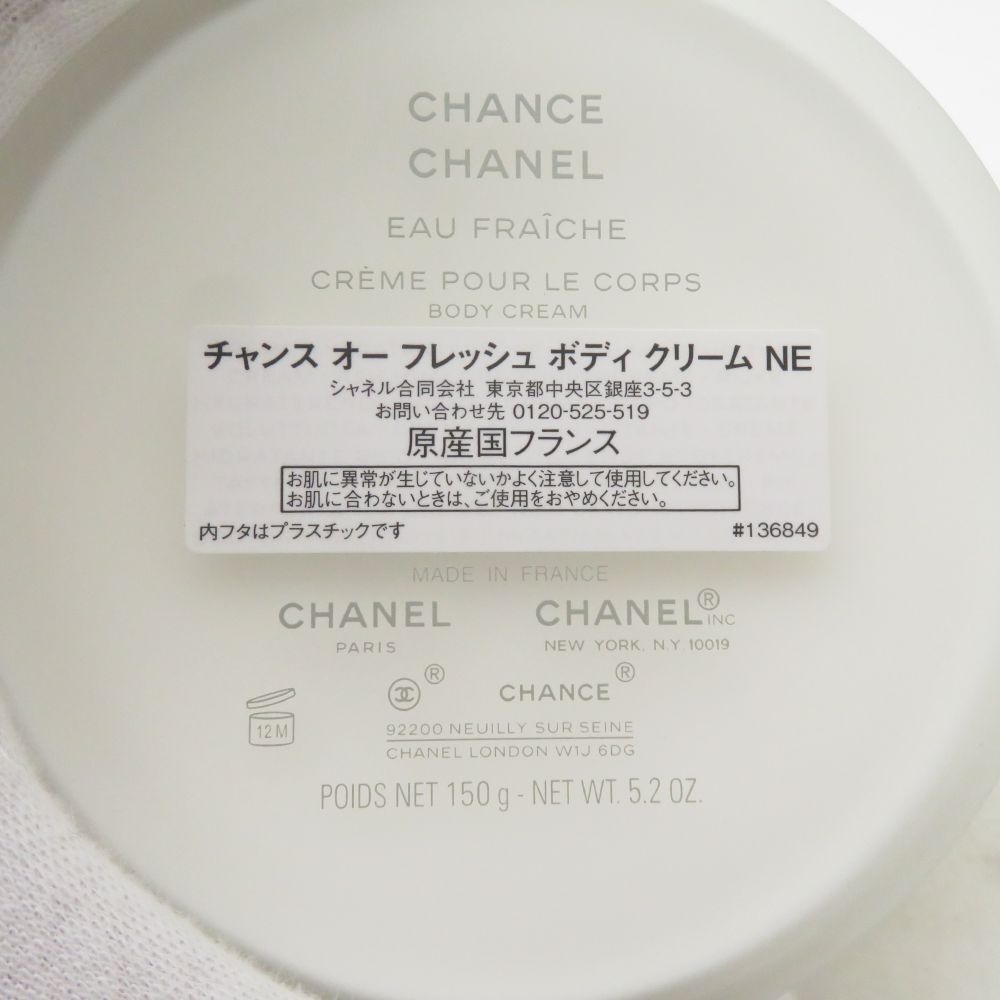 CHANCE
CHANEL
EAU FRAÎCHE
CRÈME POUR LE CORPS
BODY CREAM
チャンス オー フレッシュ ボディ クリーム NE
シャネル合同会社 東京都中央区銀座3-5-3
お問い合わせ先 0120-525-519
原産国フランス
お肌に異常が生じていないかよく注意して使用してください。
お肌に合わないときは、ご使用をおやめください。
内フタはプラスチックです #136849
MADE IN FRANCE
CHANEL CHANEL® INC
PARIS NEW YORK, N.Y. 10019
® CHANCE®
12 M
92200 NEUILLY SUR SEINE
CHANEL LONDON W1J 6DG
POIDS NET 150 g - NET WT. 5.2 OZ.